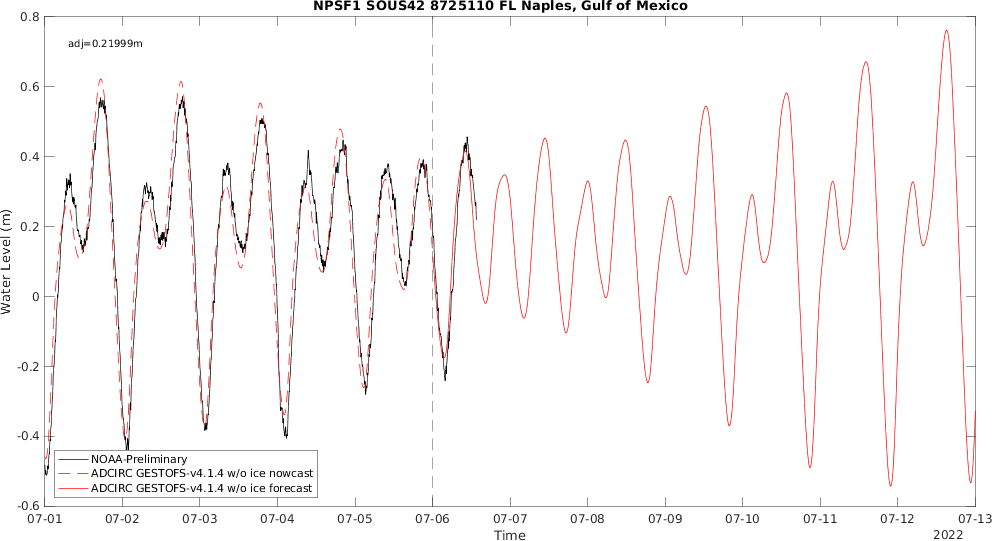 NPSF1 SOUS42 8725110 FL Naples, Gulf of Mexico
adj=0.21999m
0.8
0.6
0.4
0.2
0
-0.2
-0.4
-0.6
Water Level (m)
NOAA-Preliminary
ADCIRC GESTOFS-v4.1.4 w/o ice nowcast
ADCIRC GESTOFS-v4.1.4 w/o ice forecast
07-01 07-02 07-03 07-04 07-05 07-06 07-07 07-08 07-09 07-10 07-11 07-12 07-13
Time
2022